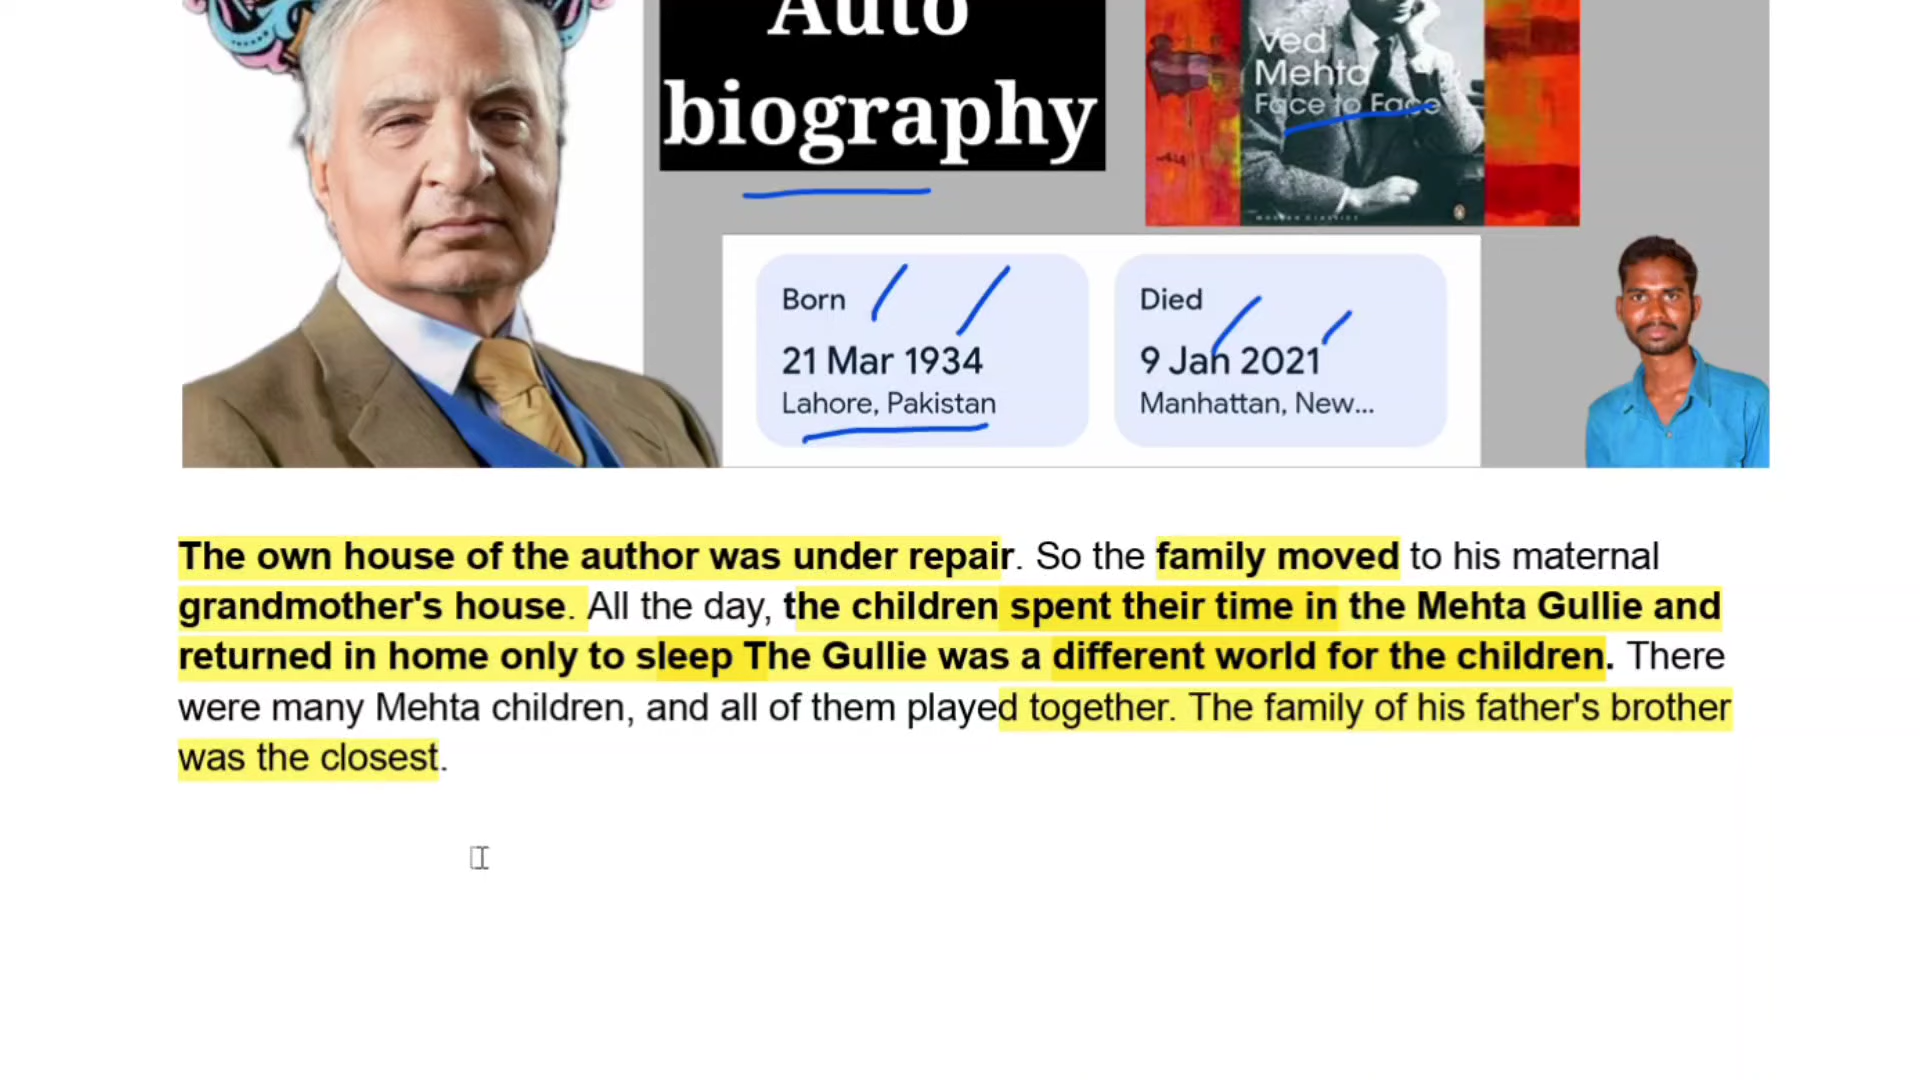 Auto
biography
Ved
Mehta
Face to Face
MODERN CLASSICS
Born
21 Mar 1934
Lahore, Pakistan
Died
9 Jan 2021
Manhattan, New...
The own house of the author was under repair. So the family moved to his maternal
grandmother's house. All the day, the children spent their time in the Mehta Gullie and
returned in home only to sleep The Gullie was a different world for the children. There
were many Mehta children, and all of them played together. The family of his father's brother
was the closest.